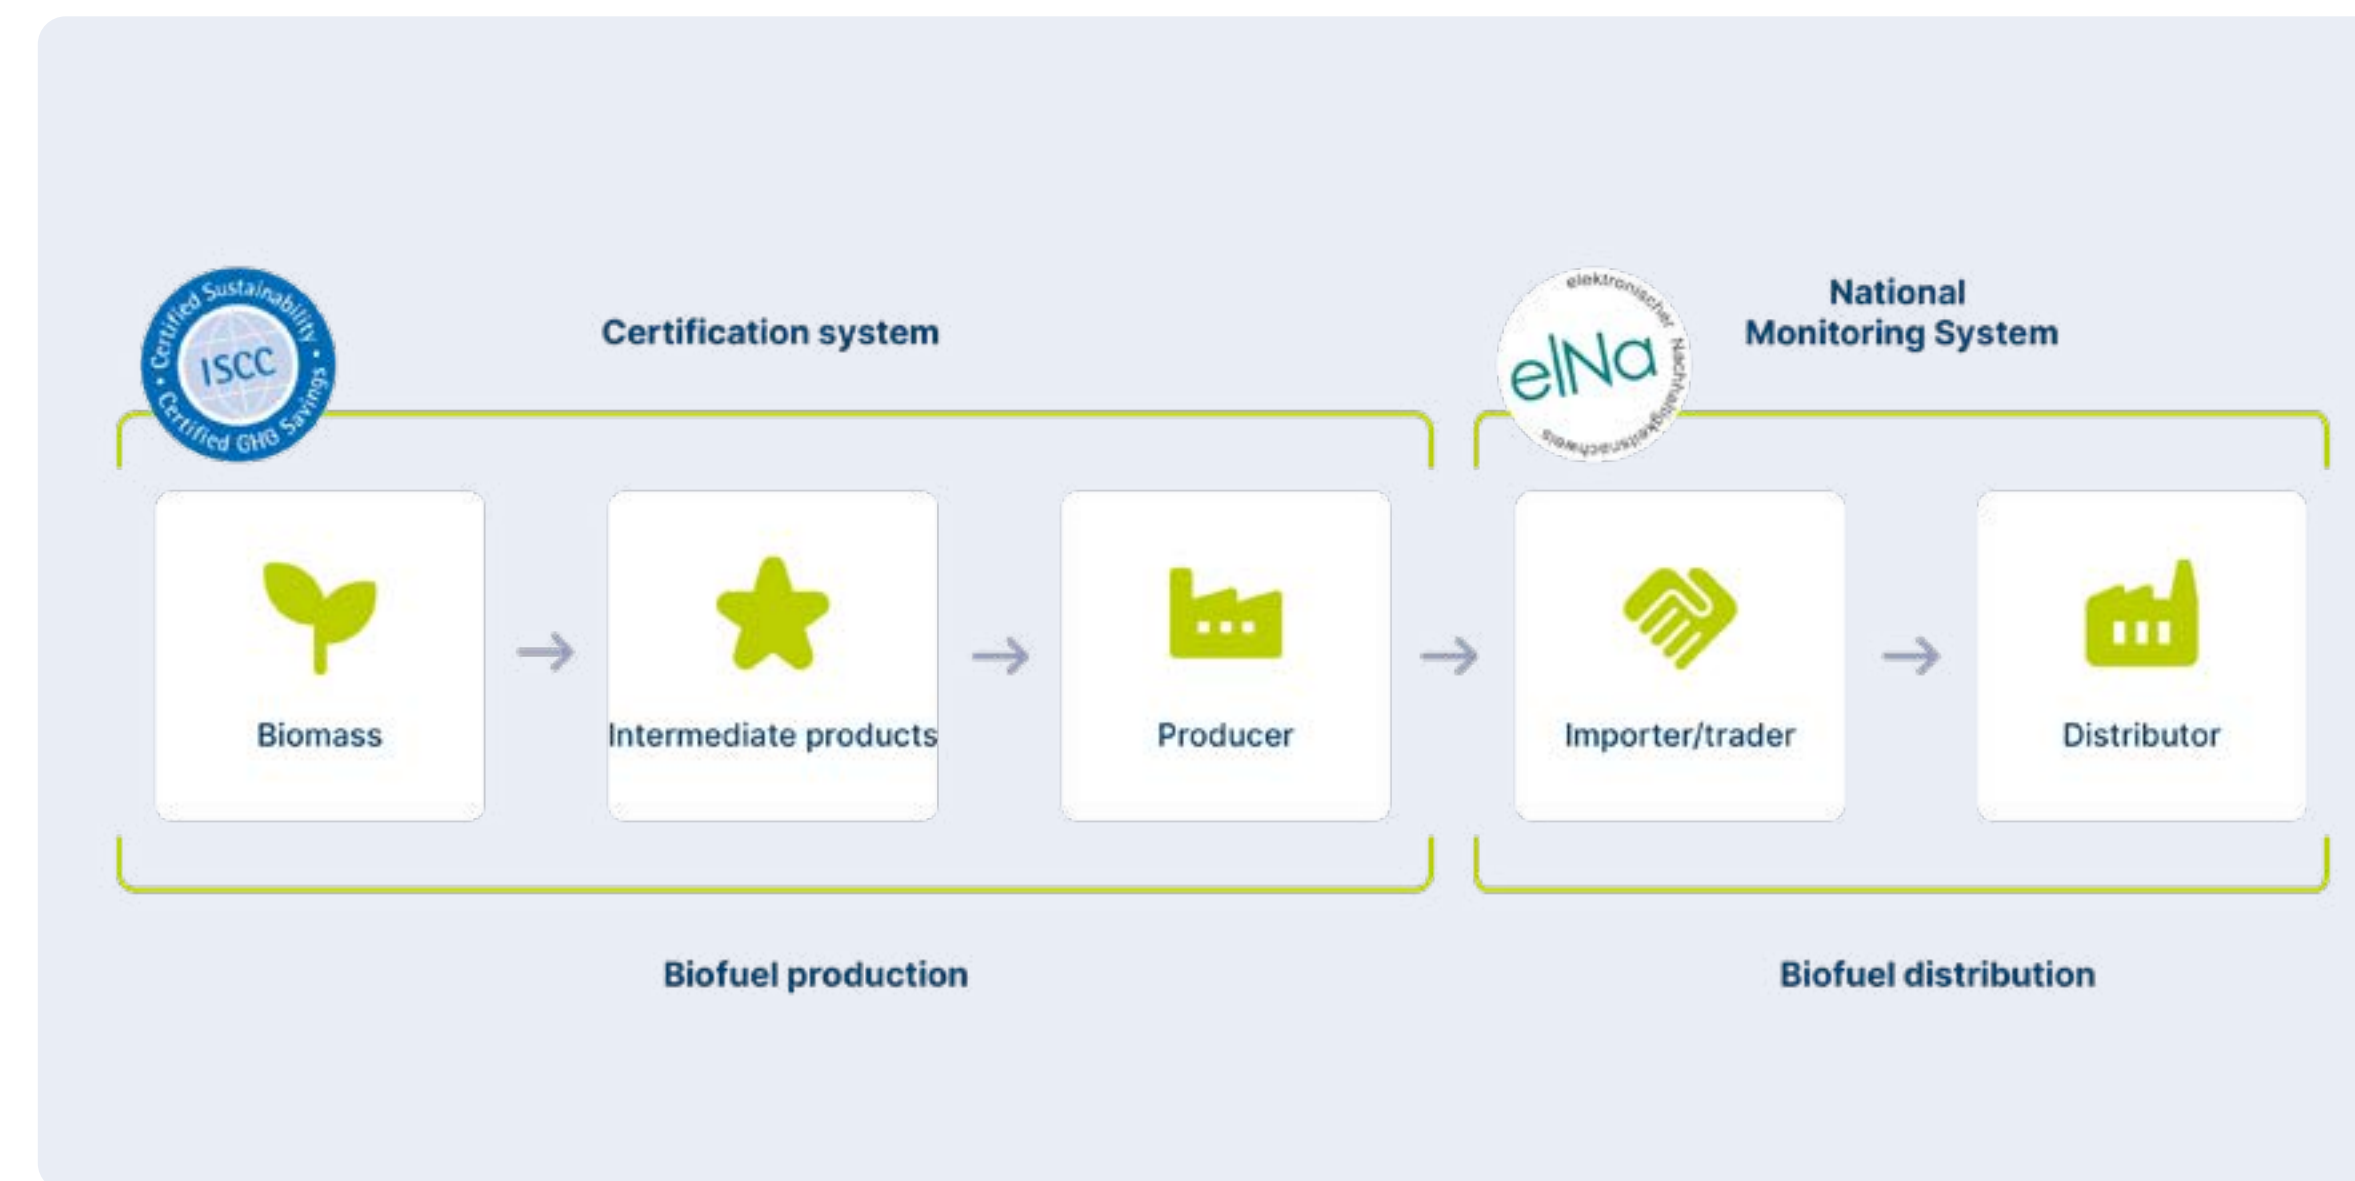 • Certified Sustainability •
ISCC
Certified GHG Savings
Certification system
elektronischer Nachhaltigkeitsnachweis
elNa
National
Monitoring System
Biomass
Intermediate products
Producer
Importer/trader
Distributor
Biofuel production
Biofuel distribution